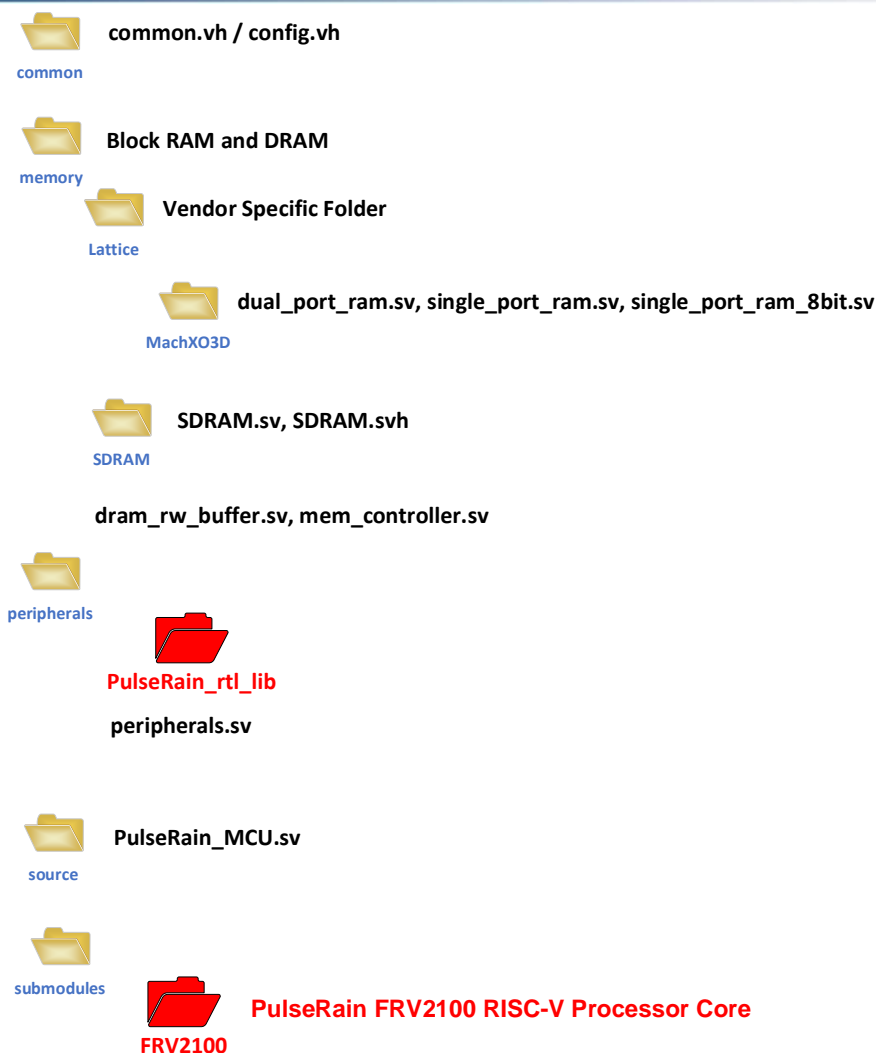 common.vh / config.vh
common
Block RAM and DRAM
memory
Vendor Specific Folder
Lattice
dual_port_ram.sv, single_port_ram.sv, single_port_ram_8bit.sv
MachXO3D
SDRAM.sv, SDRAM.svh
SDRAM
dram_rw_buffer.sv, mem_controller.sv
peripherals
PulseRain_rtl_lib
peripherals.sv
PulseRain_MCU.sv
source
submodules
PulseRain FRV2100 RISC-V Processor Core
FRV2100